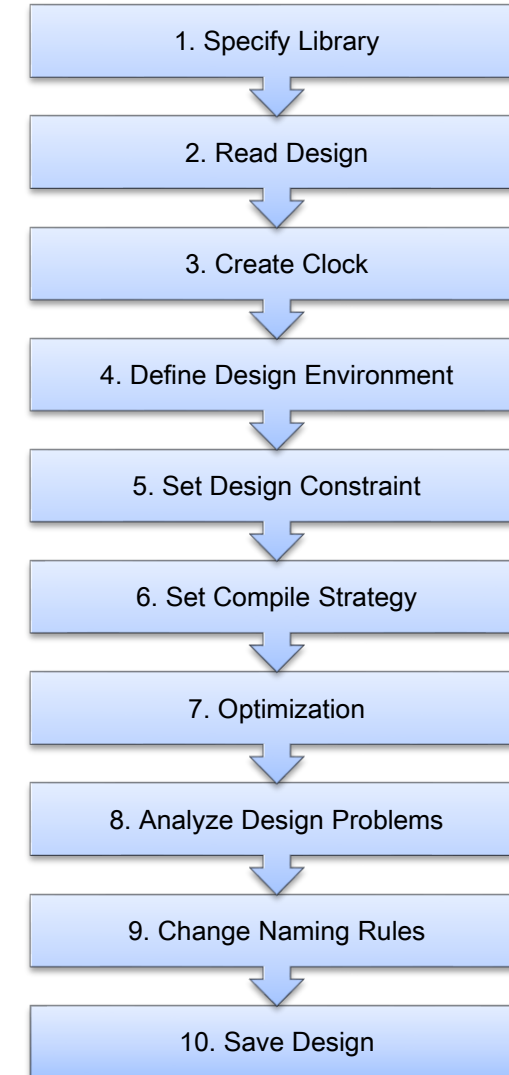 1. Specify Library
2. Read Design
3. Create Clock
4. Define Design Environment
5. Set Design Constraint
6. Set Compile Strategy
7. Optimization
8. Analyze Design Problems
9. Change Naming Rules
10. Save Design